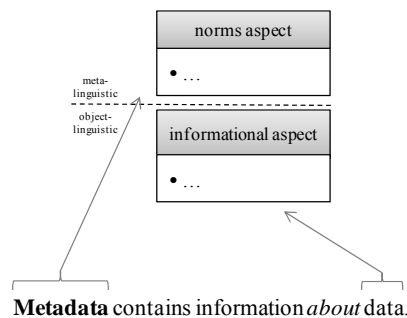 norms aspect
• …
meta-
linguistic
object-
linguistic
informational aspect
• …
Metadata contains information about data.